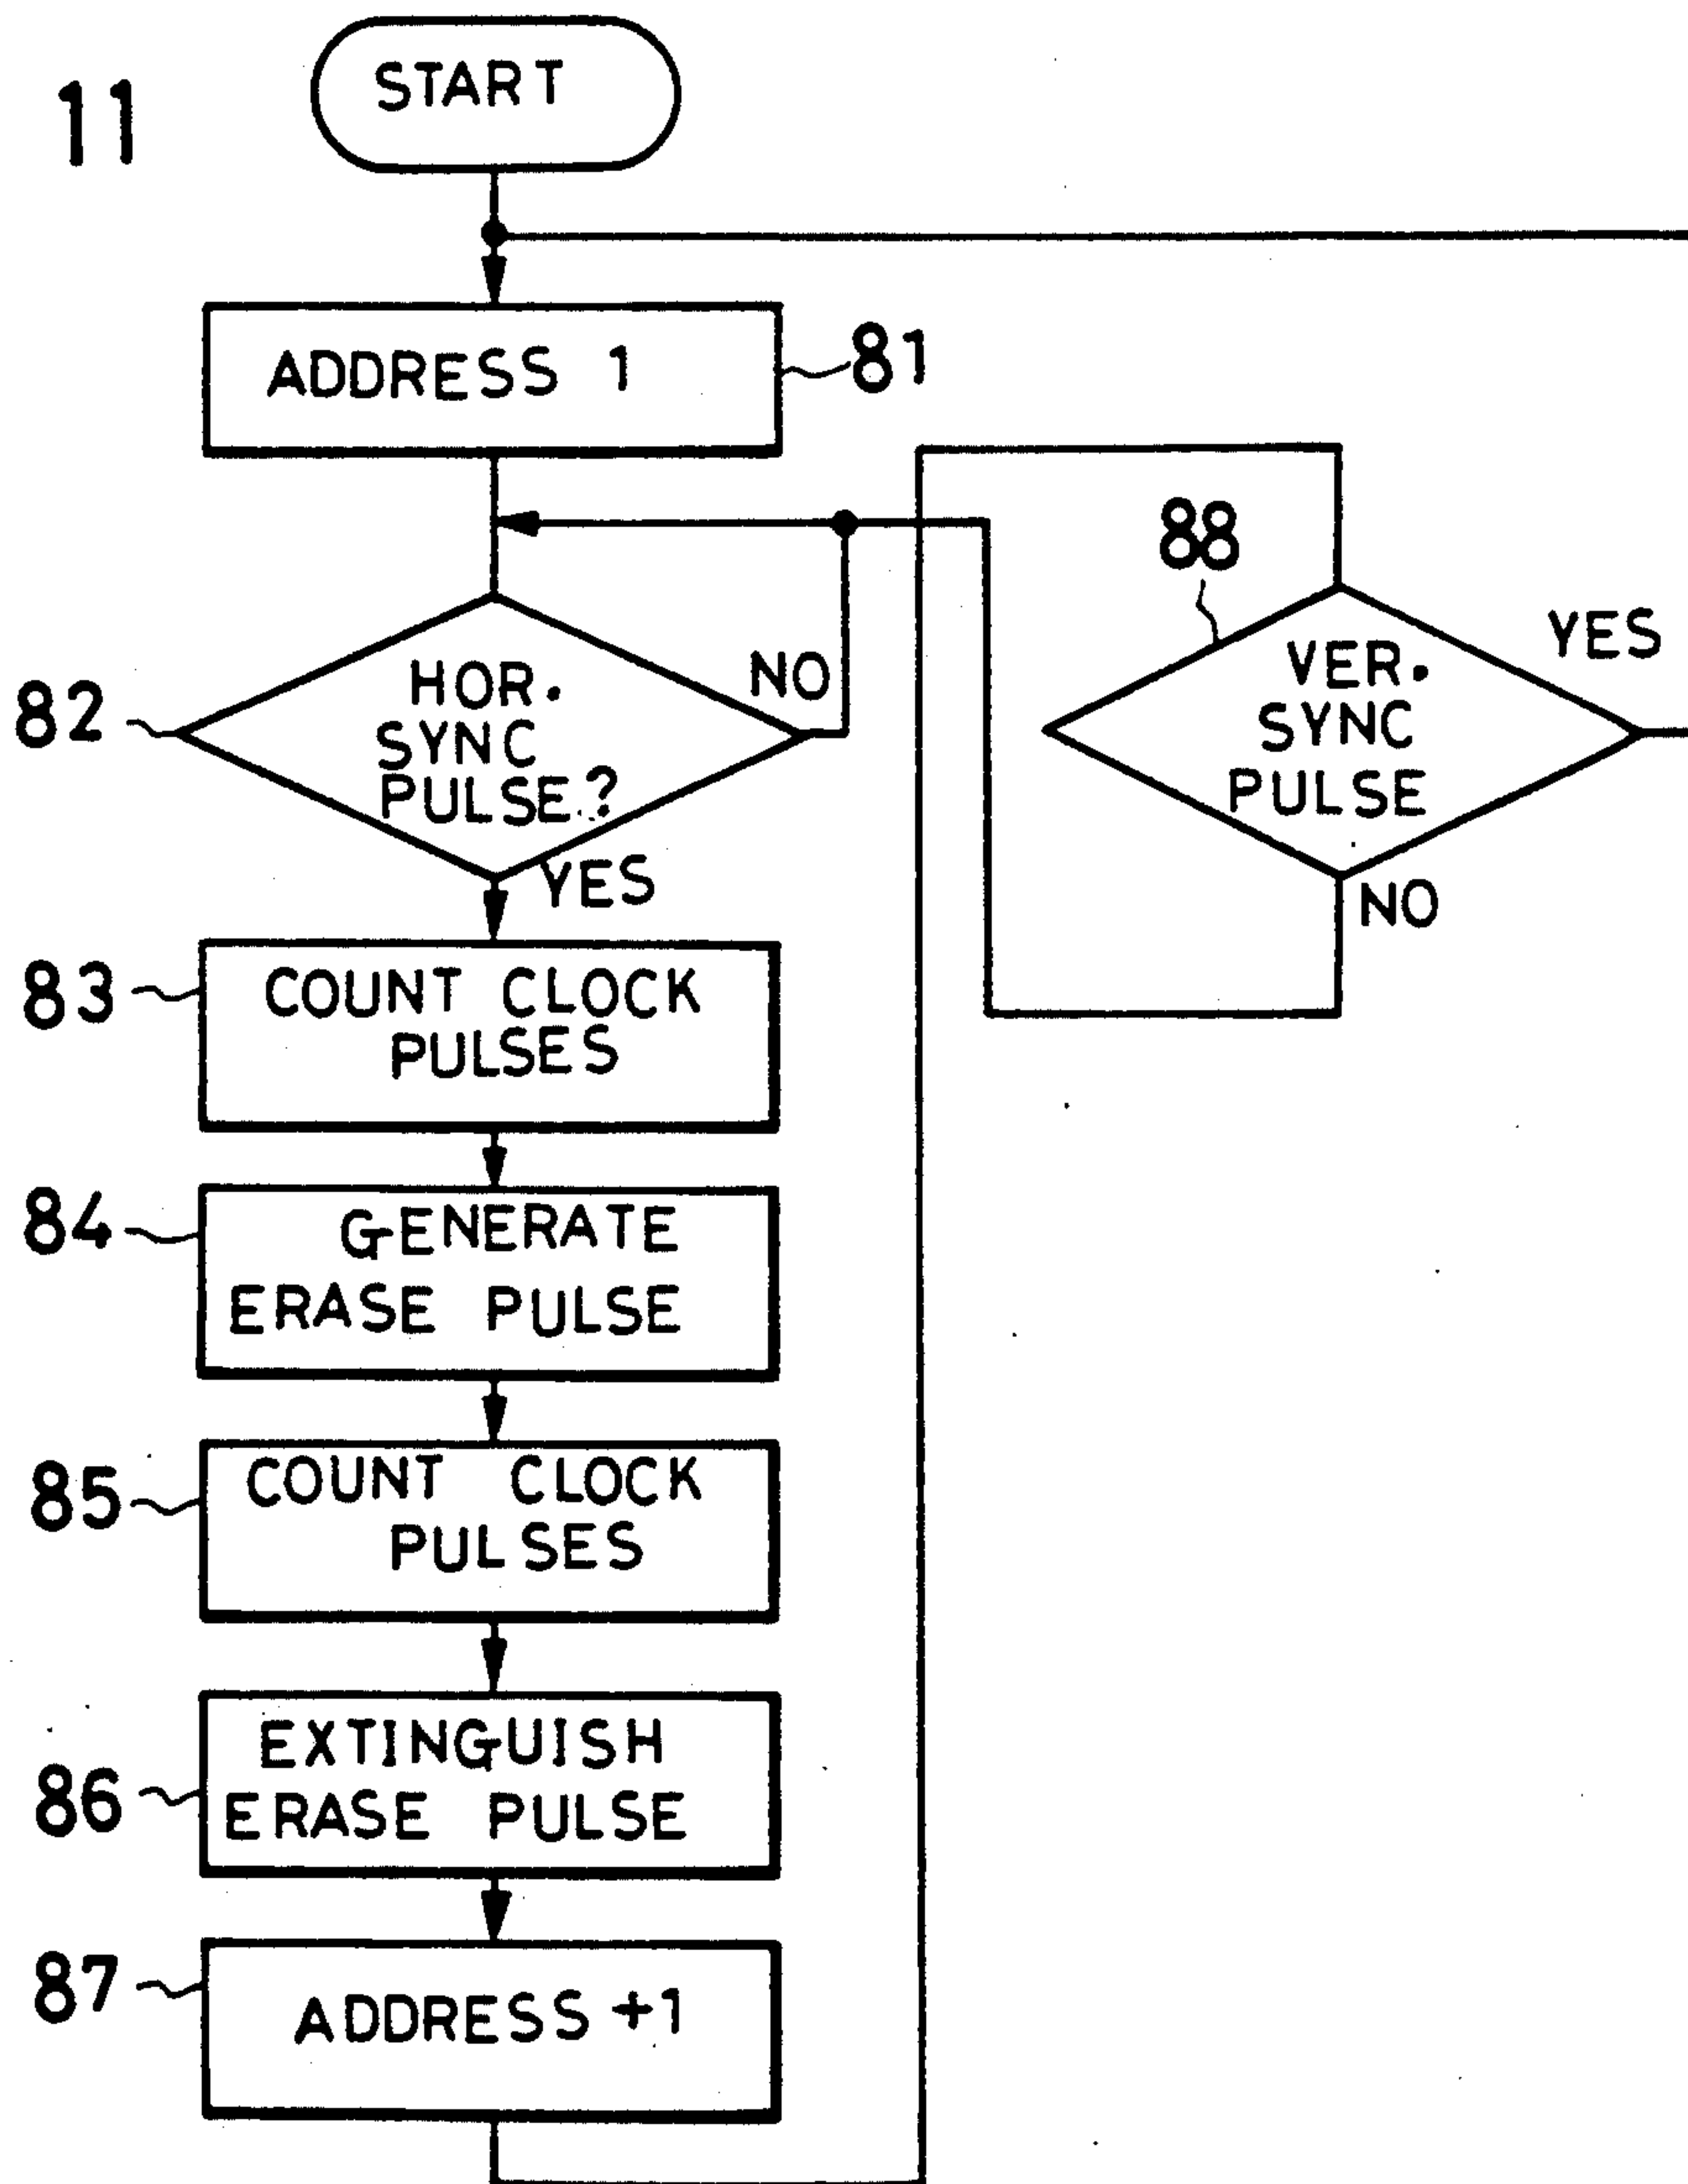 11
START
ADDRESS 1
81
82
HOR.
SYNC
PULSE?
NO
YES
88
VER.
SYNC
PULSE
YES
NO
83
COUNT CLOCK
PULSES
84
GENERATE
ERASE PULSE
85
COUNT CLOCK
PULSES
86
EXTINGUISH
ERASE PULSE
87
ADDRESS +1